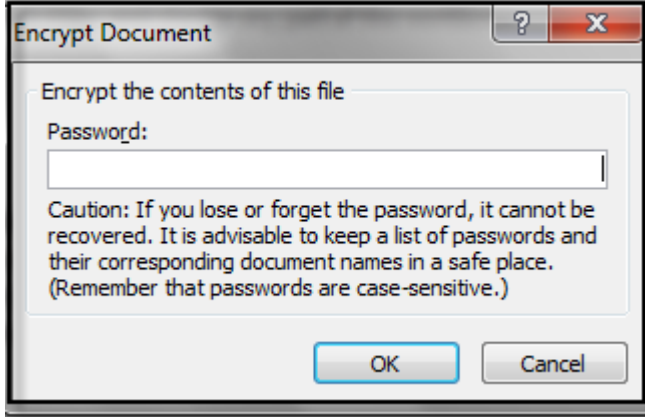 Encrypt Document
?
X
Encrypt the contents of this file
Password:
Caution: If you lose or forget the password, it cannot be
recovered. It is advisable to keep a list of passwords and
their corresponding document names in a safe place.
(Remember that passwords are case-sensitive.)
OK
Cancel